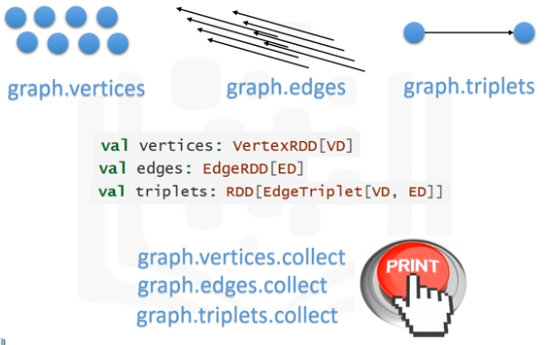 graph.vertices
graph.edges
graph.triplets
val vertices: VertexRDD[VD]
val edges: EdgeRDD[ED]
val triplets: RDD[EdgeTriplet[VD, ED]]
graph.vertices.collect
graph.edges.collect
graph.triplets.collect
PRINT